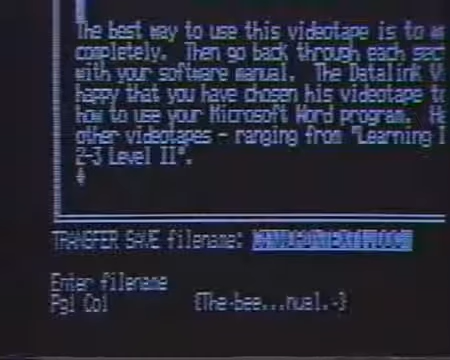 The best way to use this videotape is to
completely. Then go back through each sect
with your software manual. The Datalink V
happy that you have chosen his videotape to
how to use your Microsoft Word program. He
other videotapes - ranging from "Learning
2-3 Level II".
TRANSFER SAVE filename:
Enter filename
Pg1 Co1 {The·bee...nual.·}